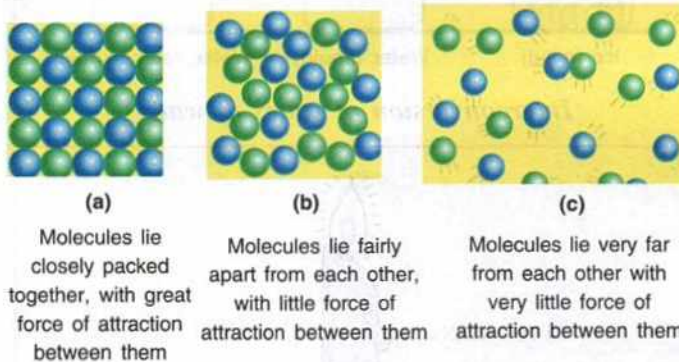 (a)
Molecules lie
closely packed
together, with great
force of attraction
between them
(b)
Molecules lie fairly
apart from each other,
with little force of
attraction between them
(c)
Molecules lie very far
from each other with
very little force of
attraction between them